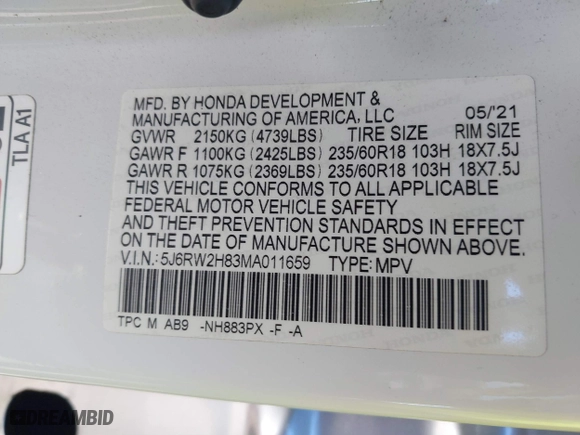 TLA A1
MFD. BY HONDA DEVELOPMENT &
MANUFACTURING OF AMERICA, LLC 05/'21
GVWR 2150KG (4739LBS) TIRE SIZE RIM SIZE
GAWR F 1100KG (2425LBS) 235/60R18 103H 18X7.5J
GAWR R 1075KG (2369LBS) 235/60R18 103H 18X7.5J
THIS VEHICLE CONFORMS TO ALL APPLICABLE
FEDERAL MOTOR VEHICLE SAFETY
AND THEFT PREVENTION STANDARDS IN EFFECT
ON THE DATE OF MANUFACTURE SHOWN ABOVE.
V.I.N.: 5J6RW2H83MA011659 TYPE: MPV
TPC M AB9 -NH883PX -F -A
DREAMBID